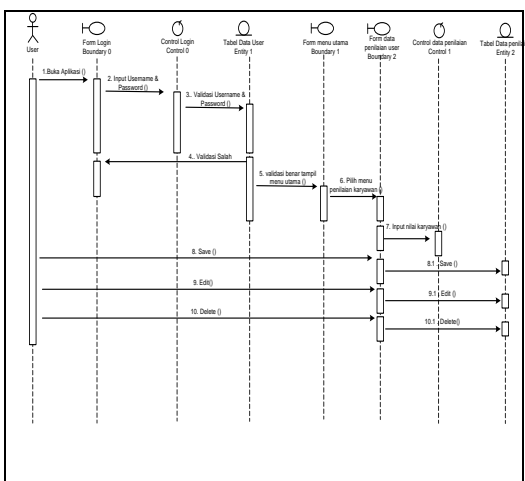 User
Form Login
Boundary 0
Control Login
Control 0
Tabel Data User
Entity 1
Form menu utama
Boundary 1
Form data
penilaian user
Boundary 2
Control data penilaian
Control 1
Tabel Data penilai
Entity 2
1.Buka Aplikasi ()
2. Input Username &
Password ()
3.. Validasi Username &
Password ()
4.. Validasi Salah
5. validasi benar tampil
menu utama ()
6. Pilih menu
penilaian karyawan ()
7. Input nilai karyawan ()
8. Save ()
8.1 . Save ()
9. Edit()
9.1 . Edit ()
10. Delete ()
10.1 . Delete()